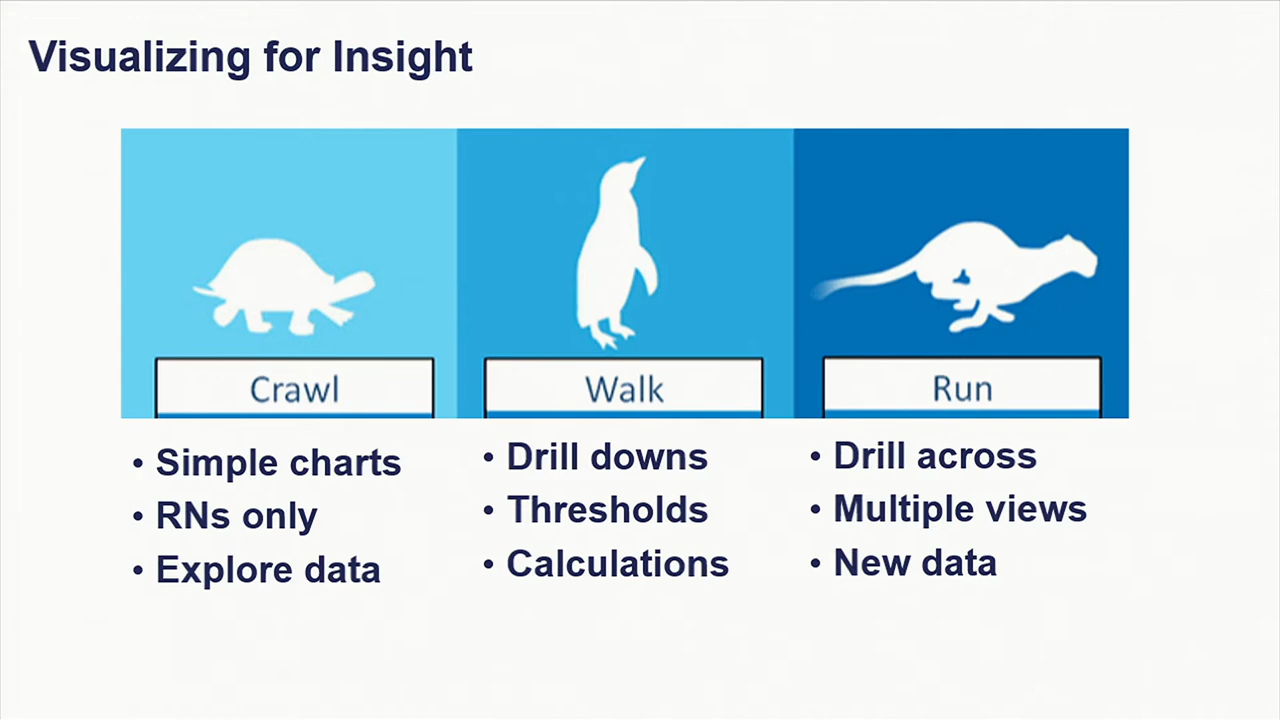 Visualizing for Insight
Crawl
• Simple charts
• RNs only
• Explore data
Walk
• Drill downs
• Thresholds
• Calculations
Run
• Drill across
• Multiple views
• New data